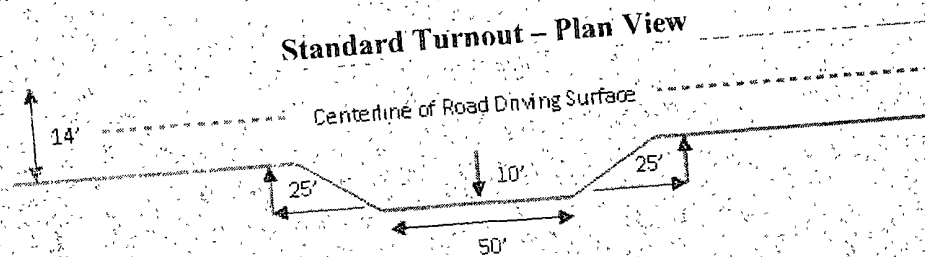 Standard Turnout – Plan View
Centerline of Road Driving Surface
14'
25'
10'
25'
50'